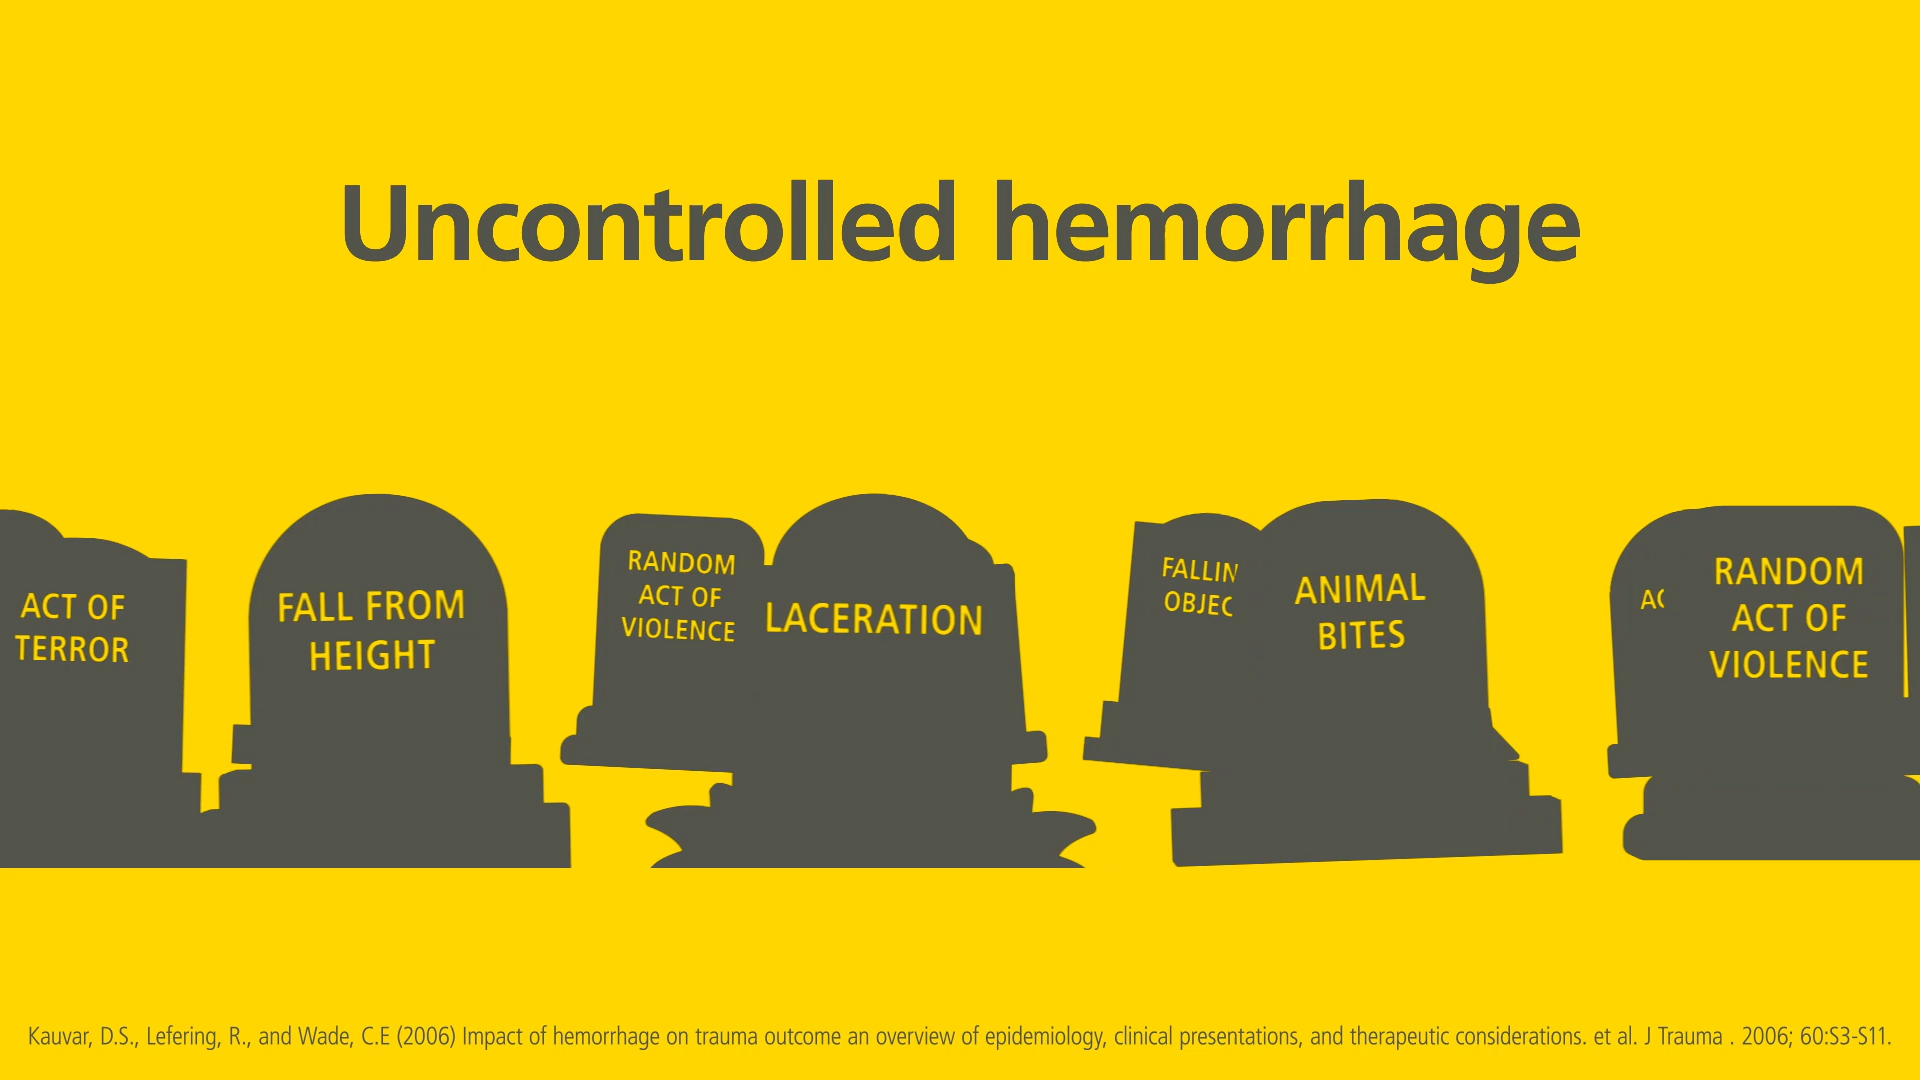 Uncontrolled hemorrhage
ACT OF
TERROR
FALL FROM
HEIGHT
RANDOM
ACT OF
VIOLENCE
LACERATION
ANIMAL
BITES
RANDOM
ACT OF
VIOLENCE
Kauvar, D.S., Lefering, R., and Wade, C.E (2006) Impact of hemorrhage on trauma outcome an overview of epidemiology, clinical presentations, and therapeutic considerations. et al. J Trauma . 2006; 60:S3-S11.